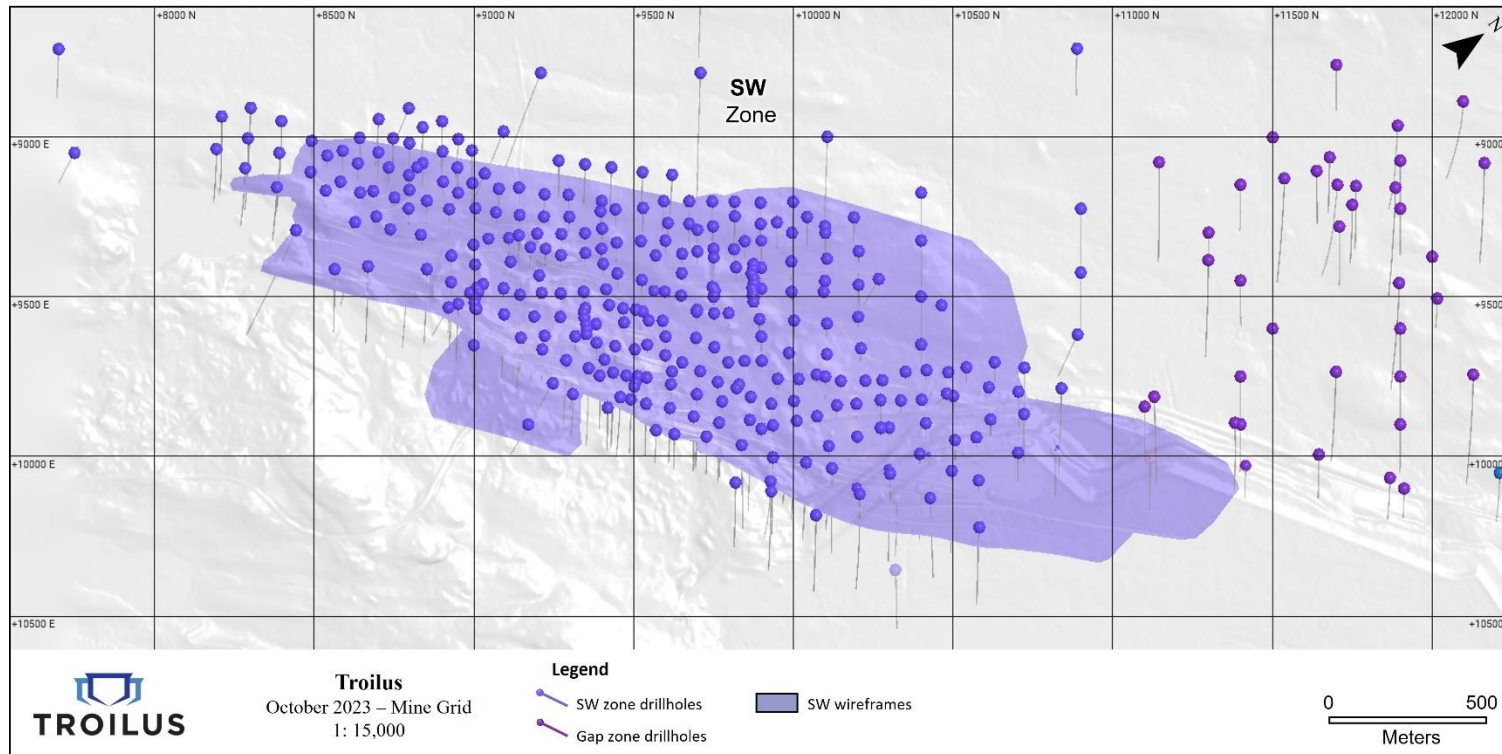 +8000 N +8500 N +9000 N +9500 N +10000 N +10500 N +11000 N +11500 N +12000 N
N
SW
Zone
+9000 E +9000 E
+9500 E +9500 E
+10000 E +10000 E
+10500 E +10500
TROILUS
Troilus
October 2023 – Mine Grid
1: 15,000
Legend
SW zone drillholes
Gap zone drillholes
SW wireframes
0 500
Meters